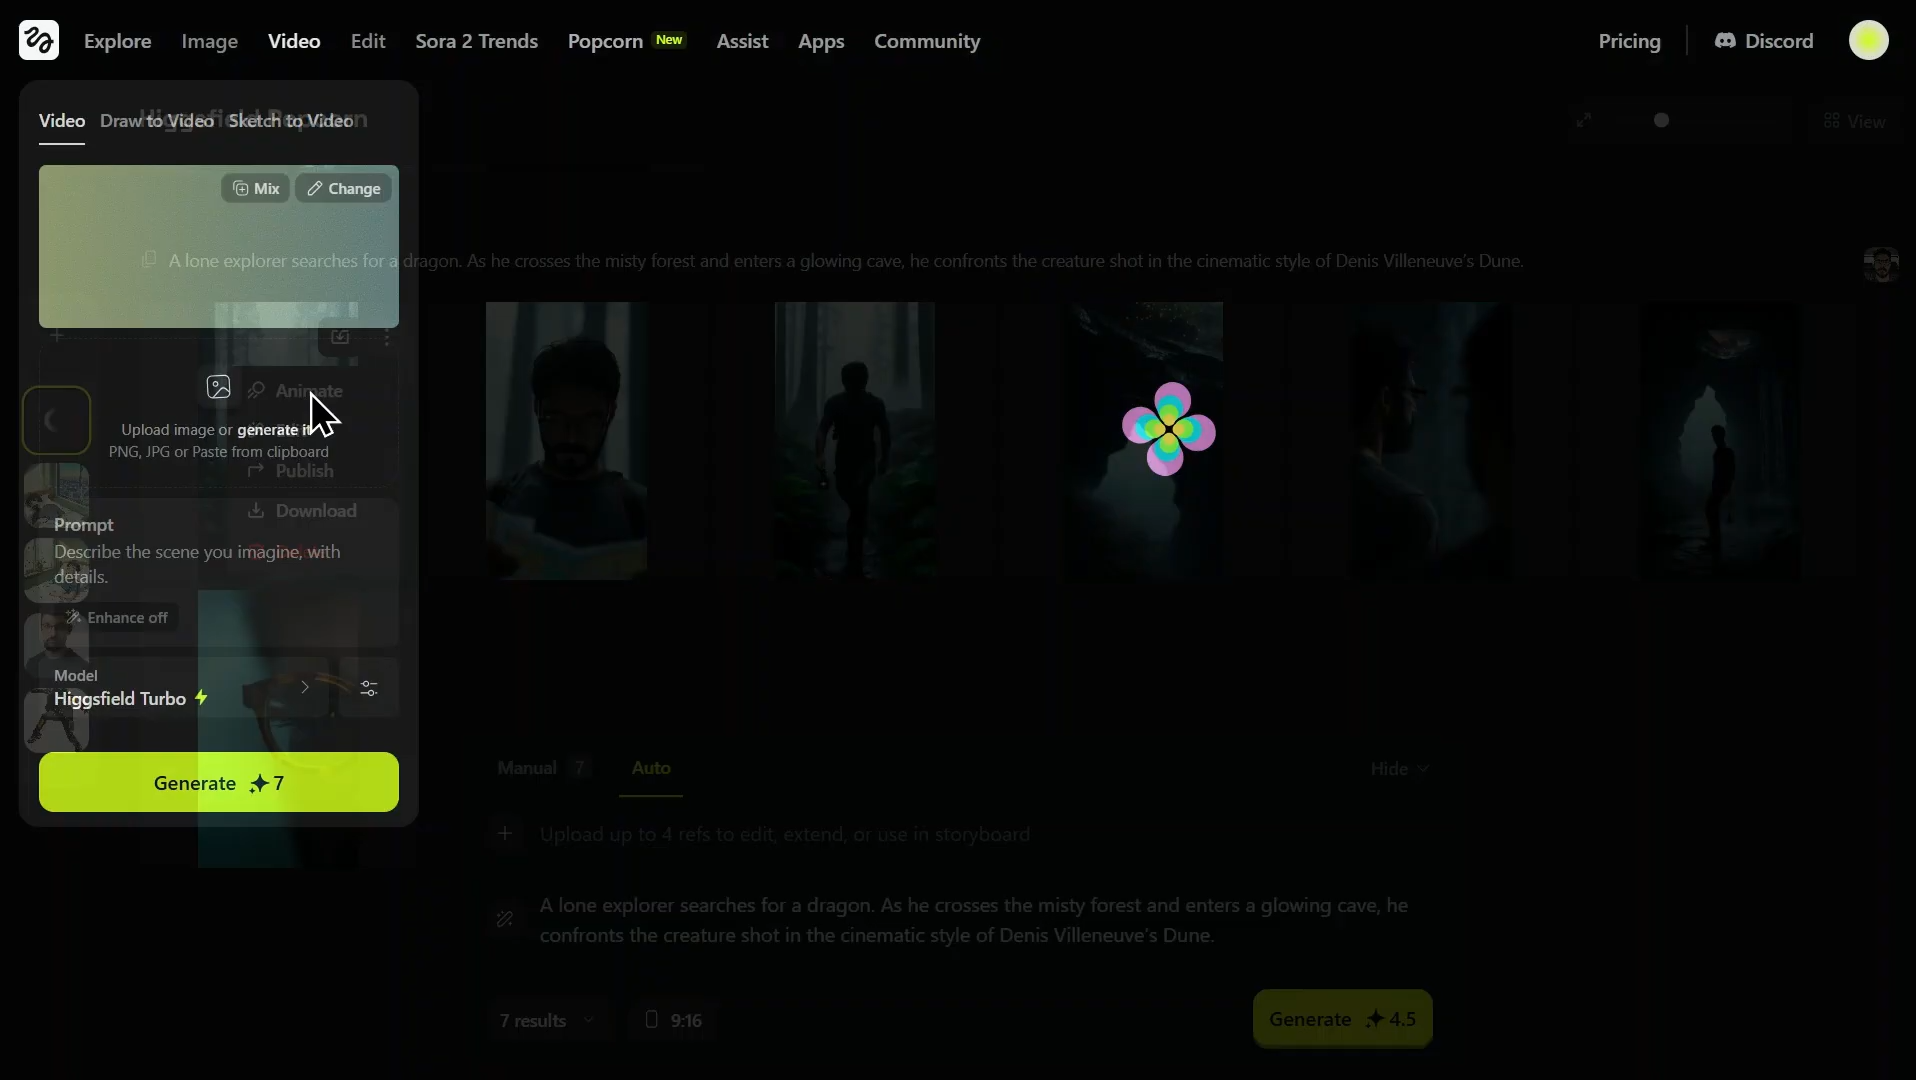 Explore Image Video Edit Sora 2 Trends Popcorn New Assist Apps Community Pricing Discord
Video Draw to Video Sketch to Video
Higgsfield Popcorn
View
Mix Change
A lone explorer searches for a dragon. As he crosses the misty forest and enters a glowing cave, he confronts the creature shot in the cinematic style of Denis Villeneuve's Dune.
Animate
Upload image or generate it
PNG, JPG or Paste from clipboard
Publish
Download
Prompt
Describe the scene you imagine, with
details.
Enhance off
Model
Higgsfield Turbo
Generate 7
Manual 7 Auto Hide
Upload up to 4 refs to edit, extend, or use in storyboard
A lone explorer searches for a dragon. As he crosses the misty forest and enters a glowing cave, he
confronts the creature shot in the cinematic style of Denis Villeneuve's Dune.
7 results 9:16 Generate 4.5